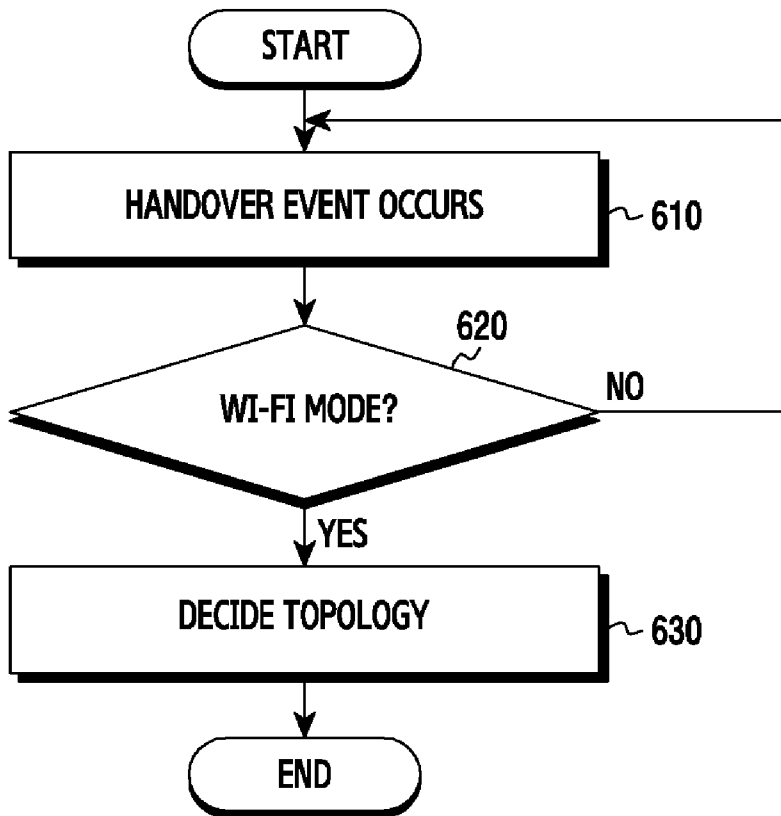 START
HANDOVER EVENT OCCURS
610
620
WI-FI MODE?
NO
YES
DECIDE TOPOLOGY
630
END